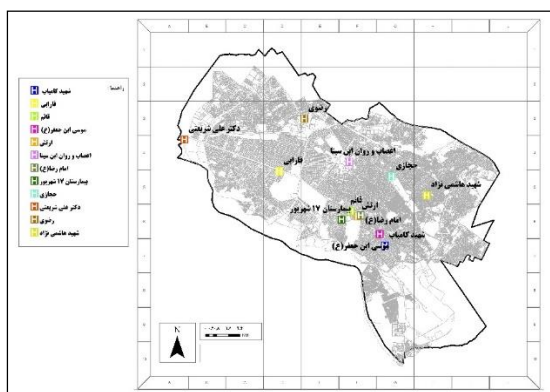 راهنما
شهید کامیاب
فارابی
قائم
موسی ابن جعفر(ع)
ارتش
اعصاب و روان ابن سینا
امام رضا(ع)
بیمارستان ۱۷ شهریور
حجازی
دکتر علی شریعتی
رضوی
شهید هاشمی نژاد
رضوی
دکتر علی شریعتی
اعصاب و روان ابن سینا
فارابی
حجازی
شهید هاشمی نژاد
قائم
ارتش
بیمارستان ۱۷ شهریور
امام رضا(ع)
شهید کامیاب
موسی ابن جعفر(ع)
N